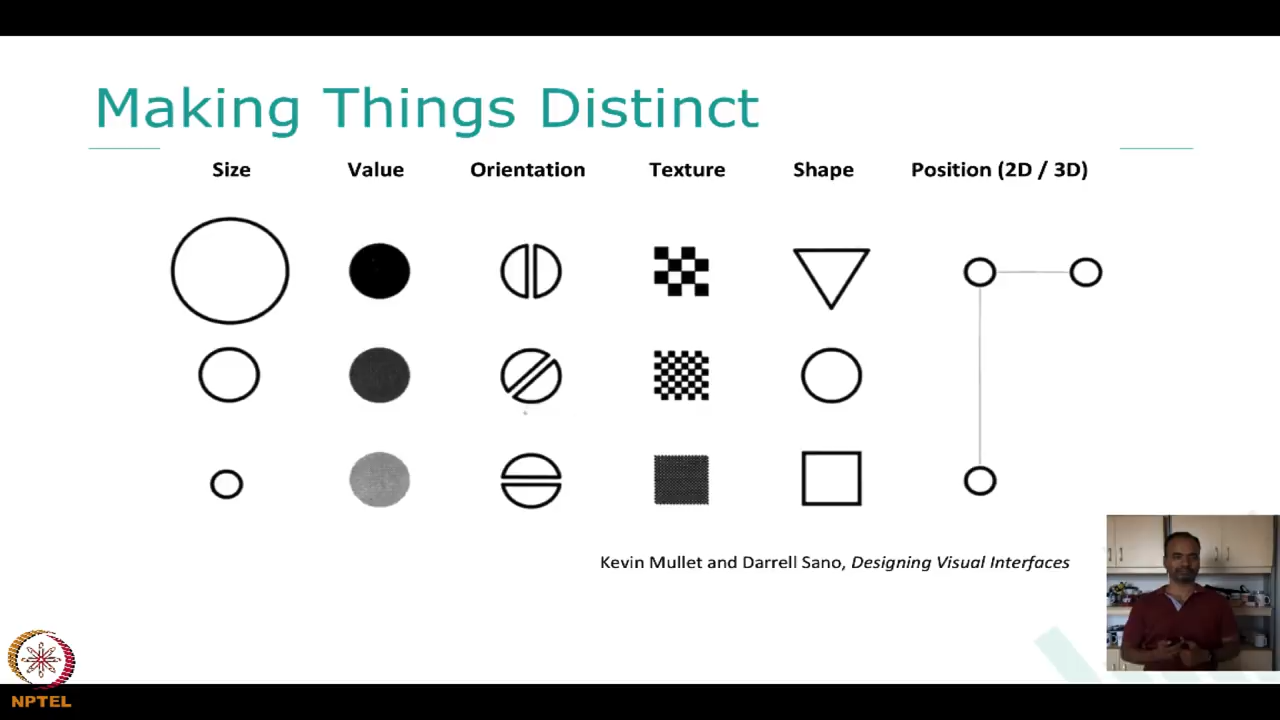 Making Things Distinct
Size Value Orientation Texture Shape Position (2D / 3D)
Kevin Mullet and Darrell Sano, Designing Visual Interfaces
NPTEL